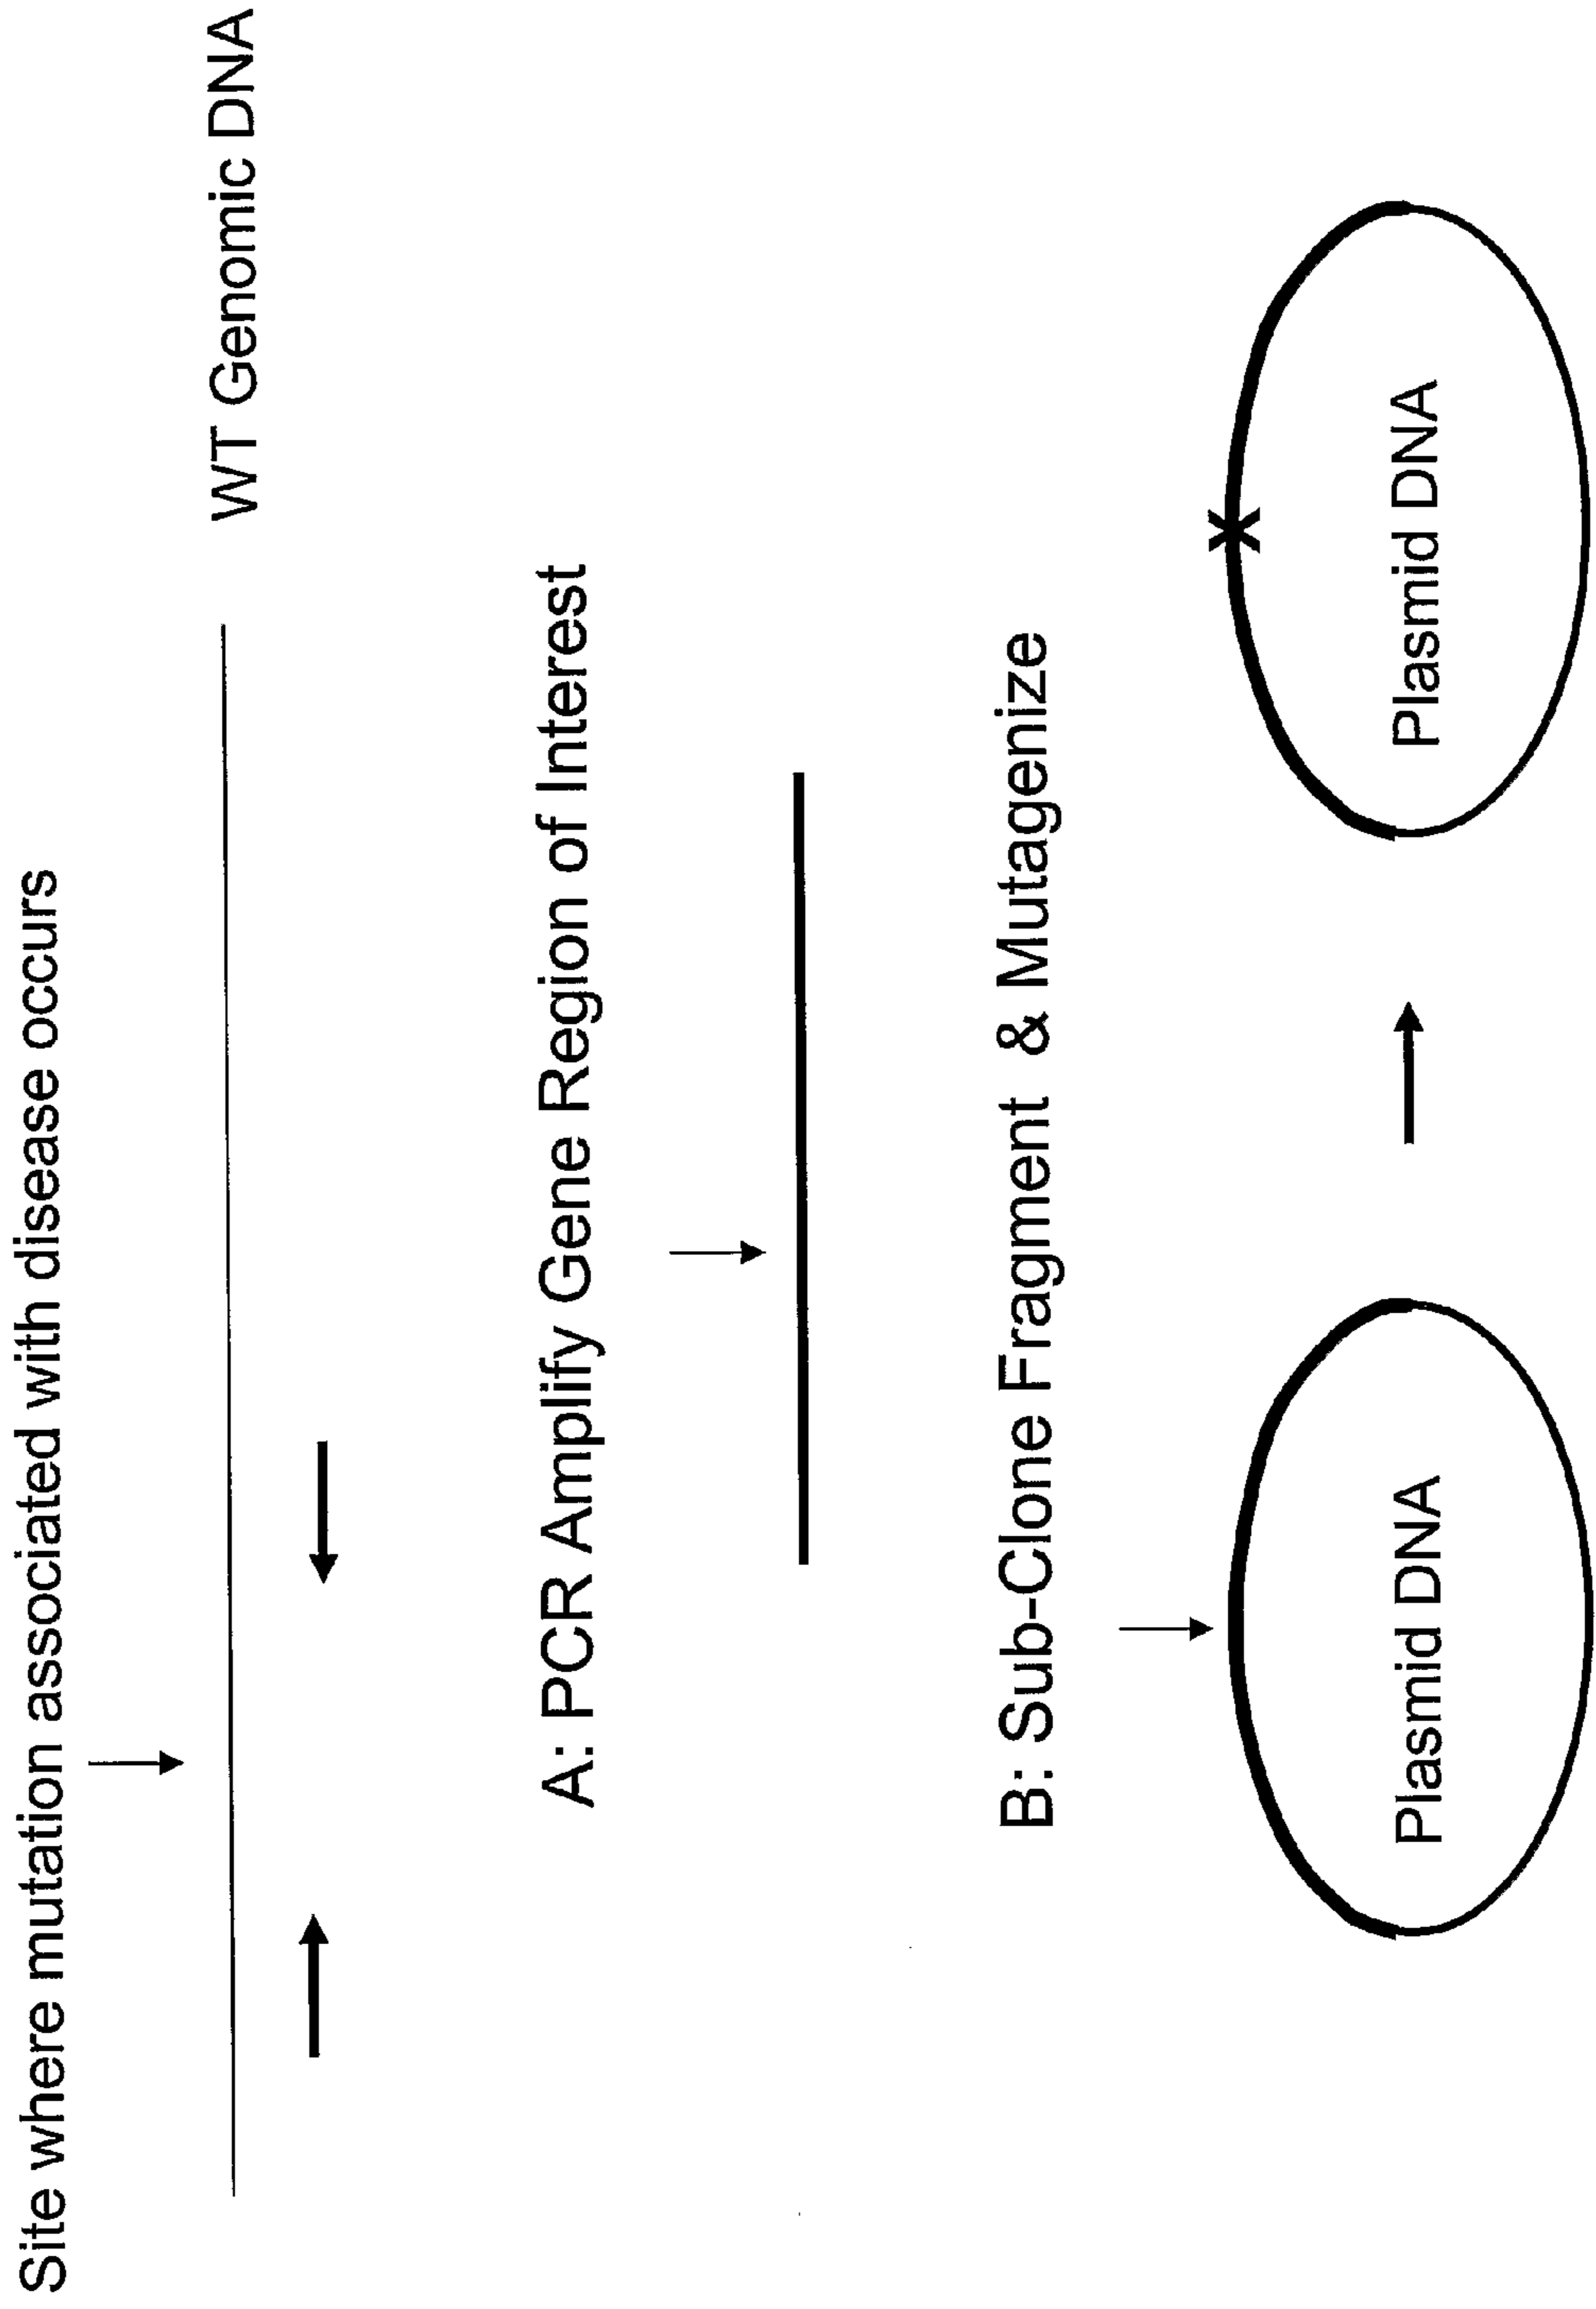 Site where mutation associated with disease occurs
WT Genomic DNA
A: PCR Amplify Gene Region of Interest
B: Sub-Clone Fragment & Mutagenize
Plasmid DNA
Plasmid DNA